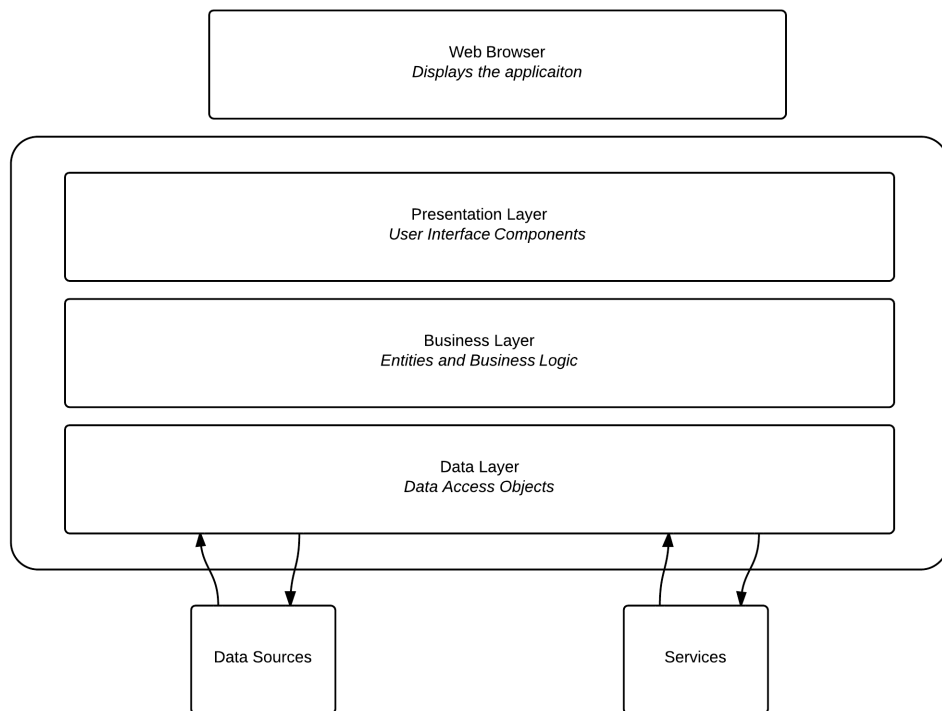 Web Browser
Displays the applicaiton
Presentation Layer
User Interface Components
Business Layer
Entities and Business Logic
Data Layer
Data Access Objects
Data Sources
Services